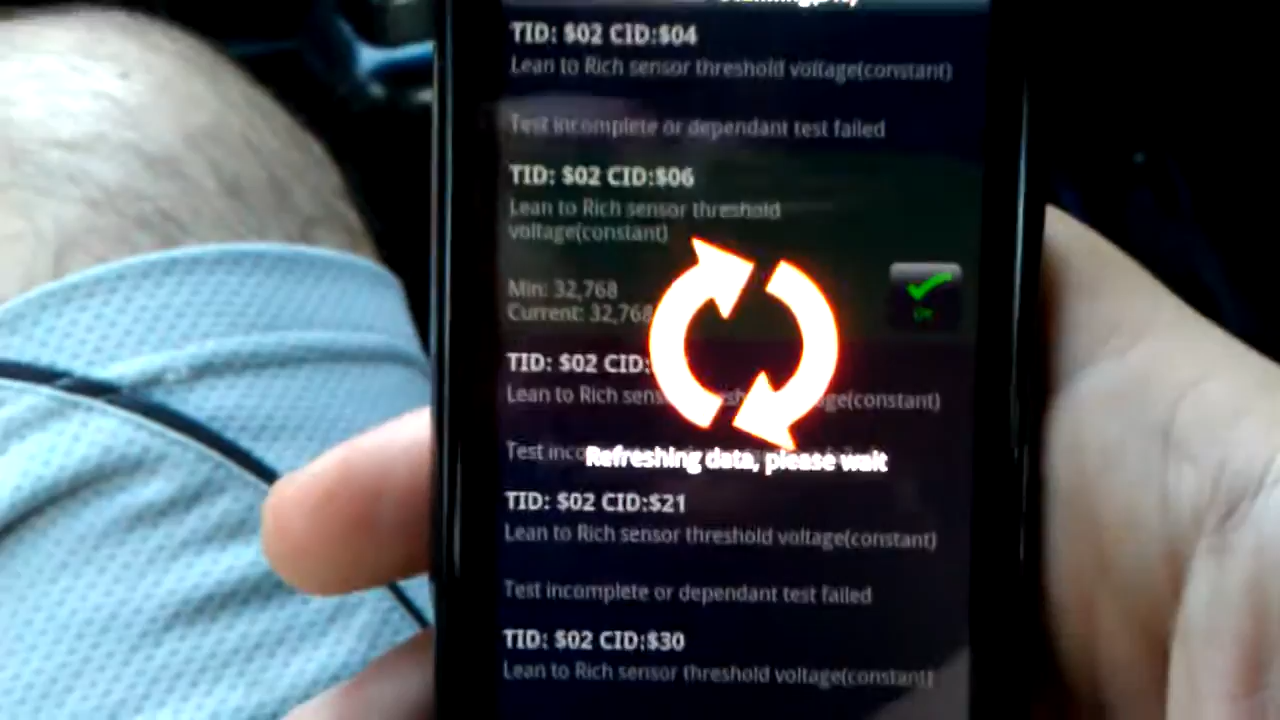 TID: $02 CID:$04
Lean to Rich sensor threshold voltage(constant)
Test incomplete or dependant test failed
TID: $02 CID:$06
Lean to Rich sensor threshold
voltage(constant)
Min: 32,768
Current: 32,768
TID: $02 CID:
Lean to Rich
Test
Refreshing data, please wait
TID: $02 CID:$21
Lean to Rich sensor threshold voltage(constant)
Test incomplete or dependant test failed
TID: $02 CID:$30
Lean to Rich sensor threshold voltage(constant)